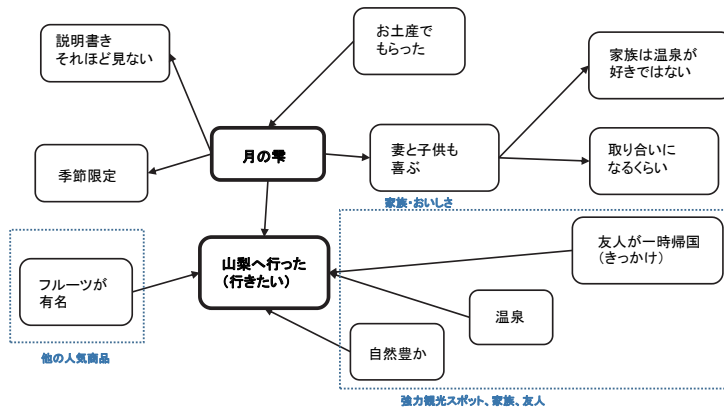 説明書き
それほど見ない
お土産で
もらった
家族は温泉が
好きではない
月の雫
妻と子供も
喜ぶ
取り合いに
なるくらい
季節限定
家族・おいしさ
山梨へ行った
(行きたい)
友人が一時帰国
(きっかけ)
フルーツが
有名
温泉
自然豊か
他の人気商品
強力観光スポット、家族、友人